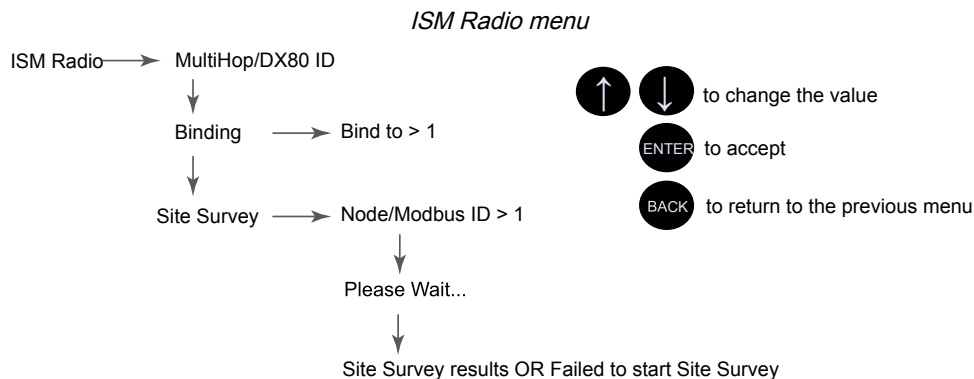 ISM Radio menu
ISM Radio
MultiHop/DX80 ID
Binding
Bind to > 1
Site Survey
Node/Modbus ID > 1
Please Wait...
Site Survey results OR Failed to start Site Survey
to change the value
ENTER to accept
BACK to return to the previous menu